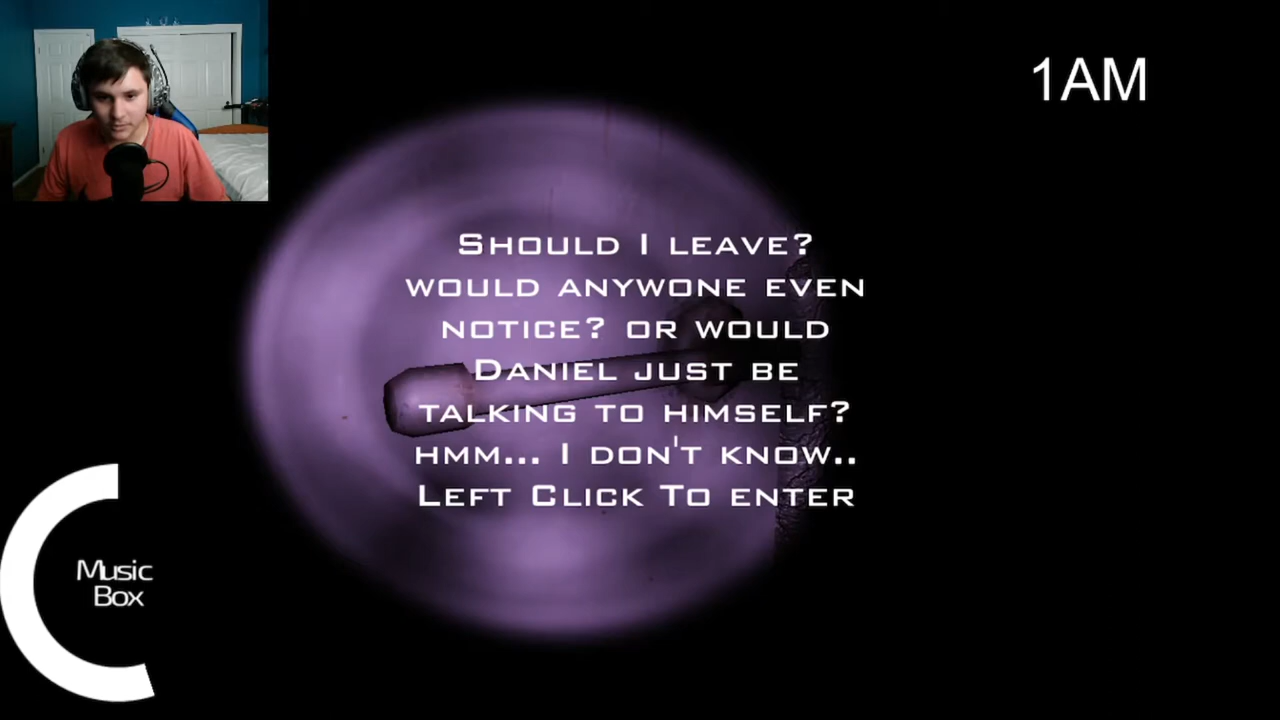 1AM
Should I leave?
would anywone even
notice? or would
Daniel just be
talking to himself?
hmm... I don't know..
Left Click To enter
Music
Box